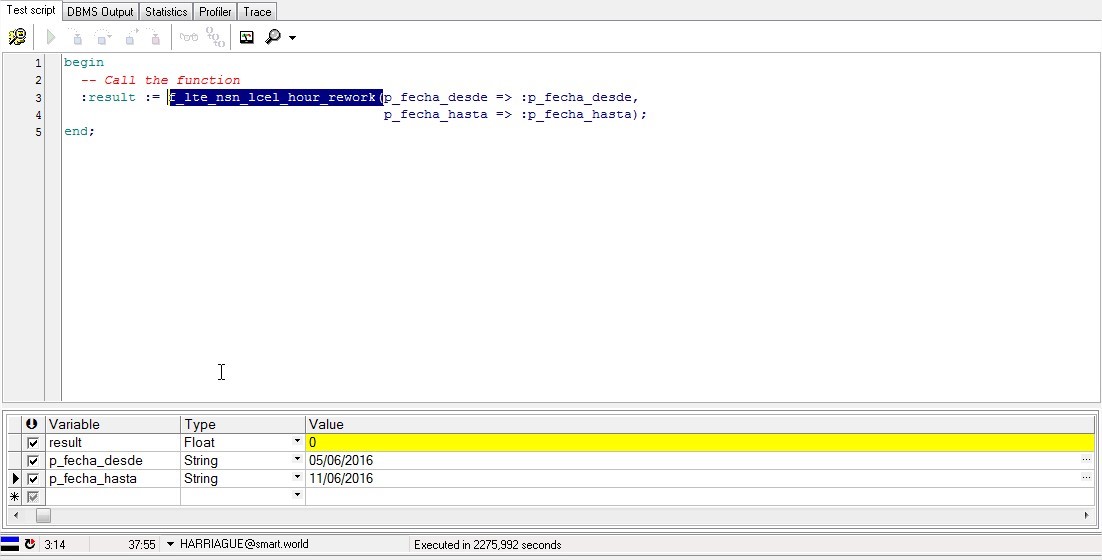 Test script DBMS Output Statistics Profiler Trace
1 begin
2 -- Call the function
3 :result := f_lte_nsn_lcel_hour_rework(p_fecha_desde => :p_fecha_desde,
4 p_fecha_hasta => :p_fecha_hasta);
5 end;
Variable Type Value
result Float 0
p_fecha_desde String 05/06/2016 ...
p_fecha_hasta String 11/06/2016 ...
3:14 37:55 HARRIAGUE@smart.world Executed in 2275,992 seconds